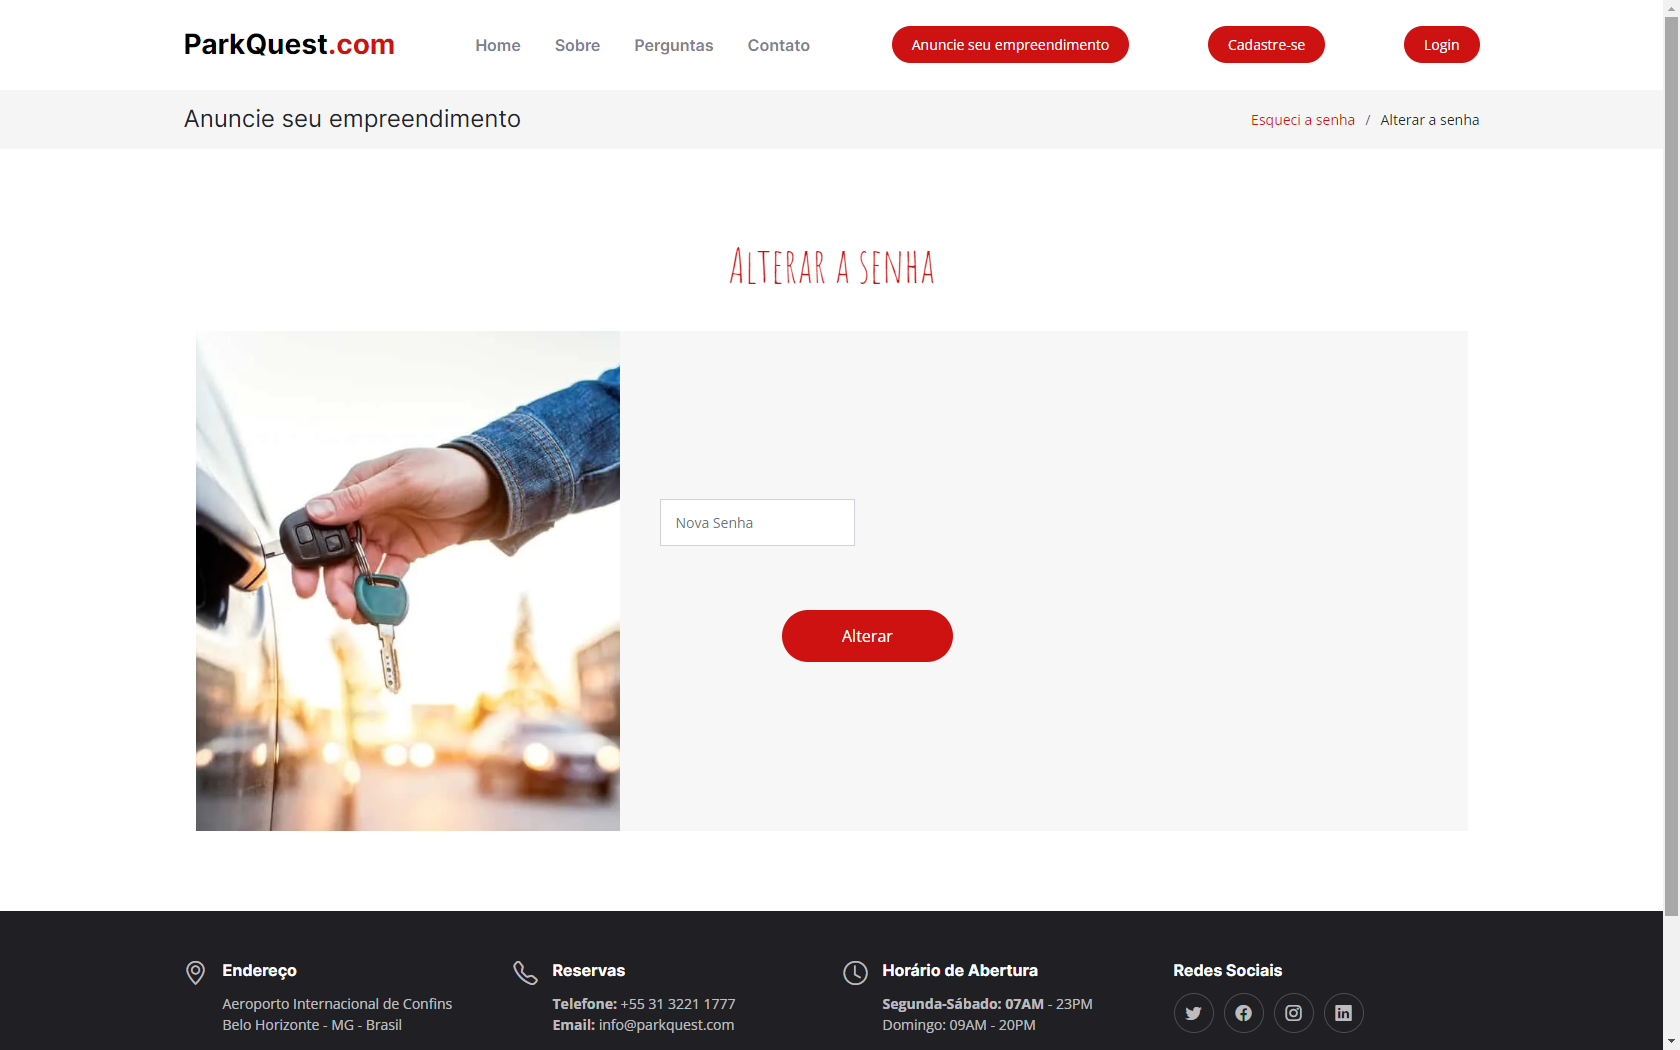 ParkQuest.com
Home
Sobre
Perguntas
Contato
Anuncie seu empreendimento
Cadastre-se
Login
Anuncie seu empreendimento
Esqueci a senha / Alterar a senha
Alterar a senha
Nova Senha
Alterar
Endereço
Aeroporto Internacional de Confins
Belo Horizonte - MG - Brasil
Reservas
Telefone: +55 31 3221 1777
Email: info@parkquest.com
Horário de Abertura
Segunda-Sábado: 07AM - 23PM
Domingo: 09AM - 20PM
Redes Sociais